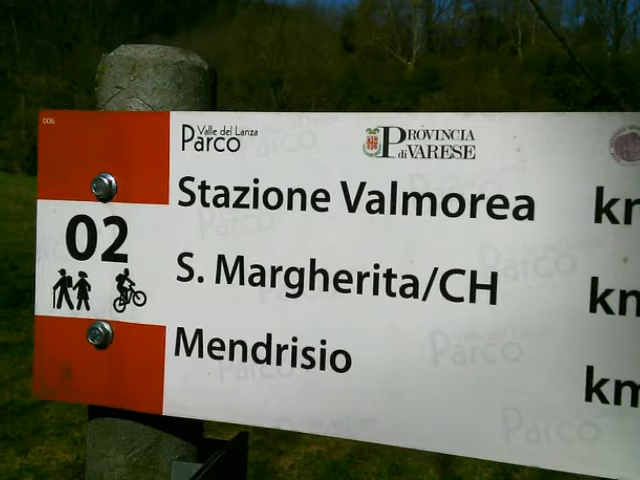 006
Valle del Lanza
Parco
PROVINCIA
di VARESE
Stazione Valmorea km
02
S. Margherita/CH km
Mendrisio km